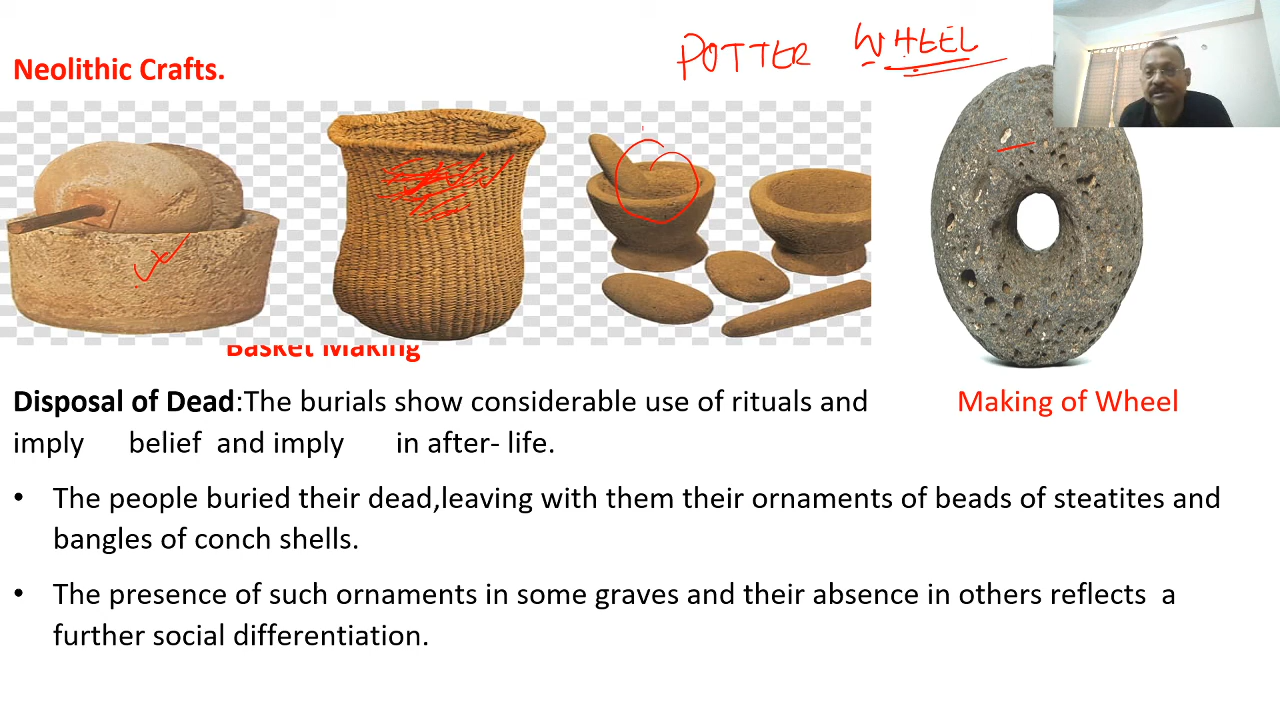 POTTER WHEEL
Neolithic Crafts.
Basket Making
Disposal of Dead:The burials show considerable use of rituals and
imply belief and imply in after- life.
Making of Wheel
• The people buried their dead,leaving with them their ornaments of beads of steatites and
bangles of conch shells.
• The presence of such ornaments in some graves and their absence in others reflects a
further social differentiation.